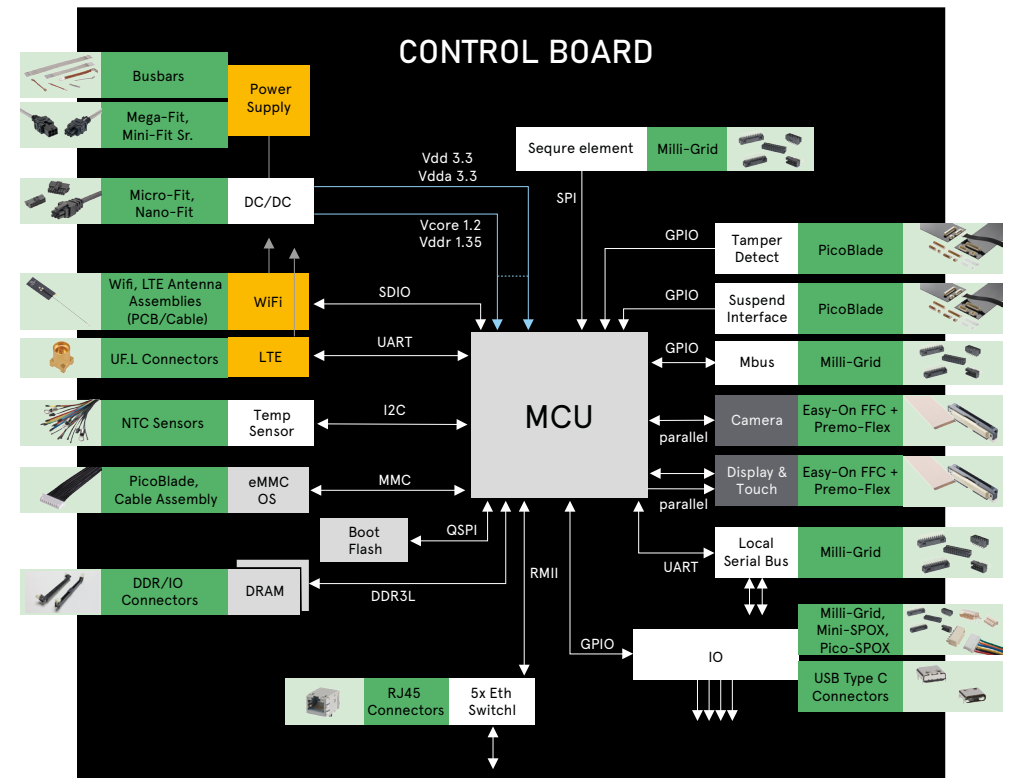 CONTROL BOARD
Busbars
Power
Supply
Mega-Fit,
Mini-Fit Sr.
Micro-Fit,
Nano-Fit
DC/DC
Vdd 3.3
Vdda 3.3
Vcore 1.2
Vddr 1.35
Sequre element
Milli-Grid
SPI
GPIO
Tamper
Detect
PicoBlade
Wifi, LTE Antenna
Assemblies
(PCB/Cable)
WiFi
SDIO
GPIO
Suspend
Interface
PicoBlade
UF.L Connectors
LTE
UART
GPIO
Mbus
Milli-Grid
MCU
NTC Sensors
Temp
Sensor
I2C
parallel
Camera
Easy-On FFC +
Premo-Flex
PicoBlade,
Cable Assembly
eMMC
OS
MMC
parallel
Display &
Touch
Easy-On FFC +
Premo-Flex
Boot
Flash
QSPI
UART
Local
Serial Bus
Milli-Grid
DDR/IO
Connectors
DRAM
DDR3L
RMII
GPIO
IO
Milli-Grid,
Mini-SPOX,
Pico-SPOX
USB Type C
Connectors
RJ45
Connectors
5x Eth
Switchl